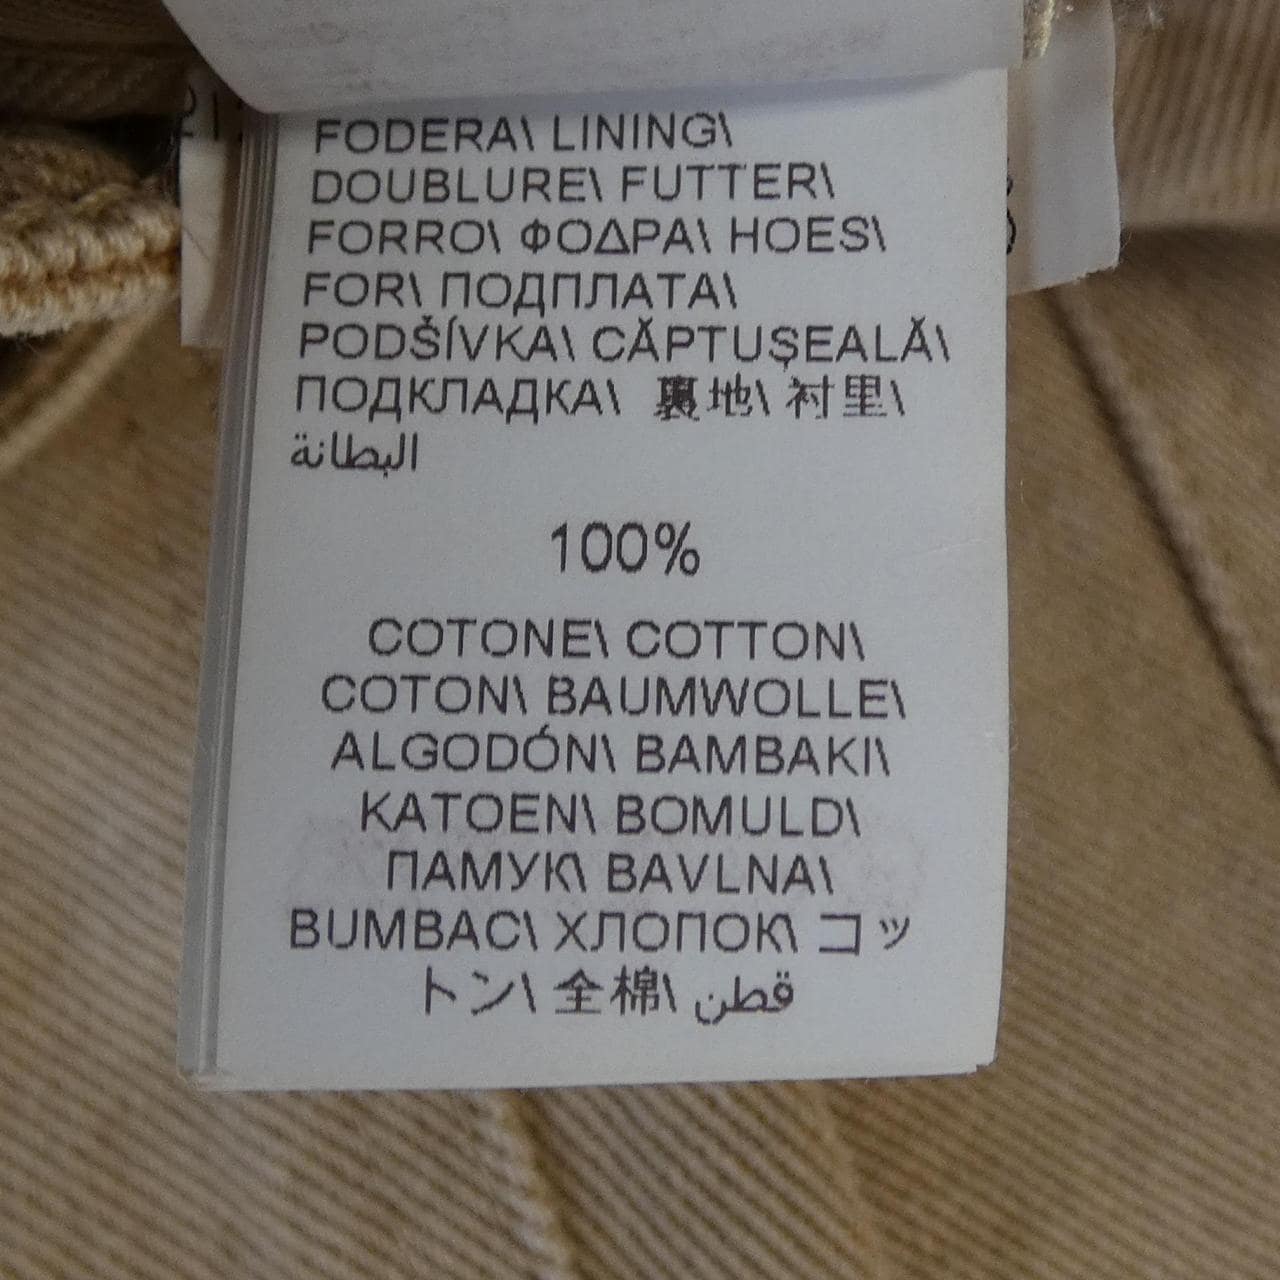 FODERA\ LINING\
DOUBLURE\ FUTTER\
FORRO\ ΦΟΔΡΑ\ HOES\
FOR\ ПОДПЛАТА\
PODŠÍVKA\ CĂPTUȘEALĂ\
ПОДКЛАДКА\ 裏地\ 衬里\
البطانة
100%
COTONE\ COTTON\
COTON\ BAUMWOLLE\
ALGODÓN\ BAMBAKI\
KATOEN\ BOMULD\
ПАМУК\ BAVLNA\
BUMBAC\ ХЛОПОК\ コッ
トン\ 全棉\ قطن